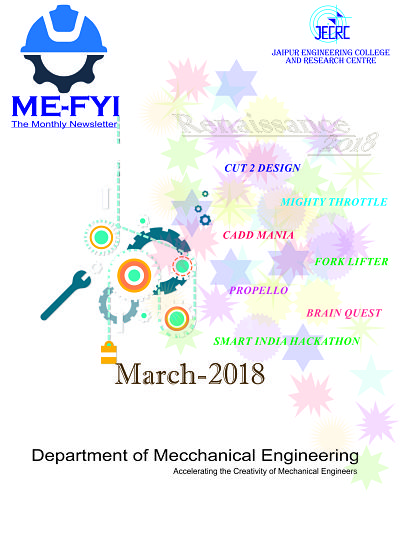 JECRC
JAIPUR ENGINEERING COLLEGE
AND RESEARCH CENTRE
ME-FYI
The Monthly Newsletter
Renaissance
2018
CUT 2 DESIGN
MIGHTY THROTTLE
CADD MANIA
FORK LIFTER
PROPELLO
BRAIN QUEST
SMART INDIA HACKATHON
March-2018
Department of Mecchanical Engineering
Accelerating the Creativity of Mechanical Engineers